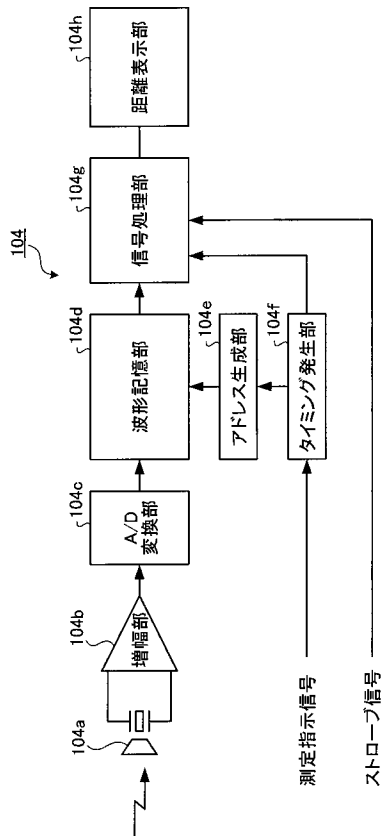 104
104a
104b
増幅部
104c
A/D
変換部
104d
波形記憶部
104e
アドレス生成部
104f
タイミング発生部
104g
信号処理部
104h
距離表示部
測定指示信号
ストローブ信号